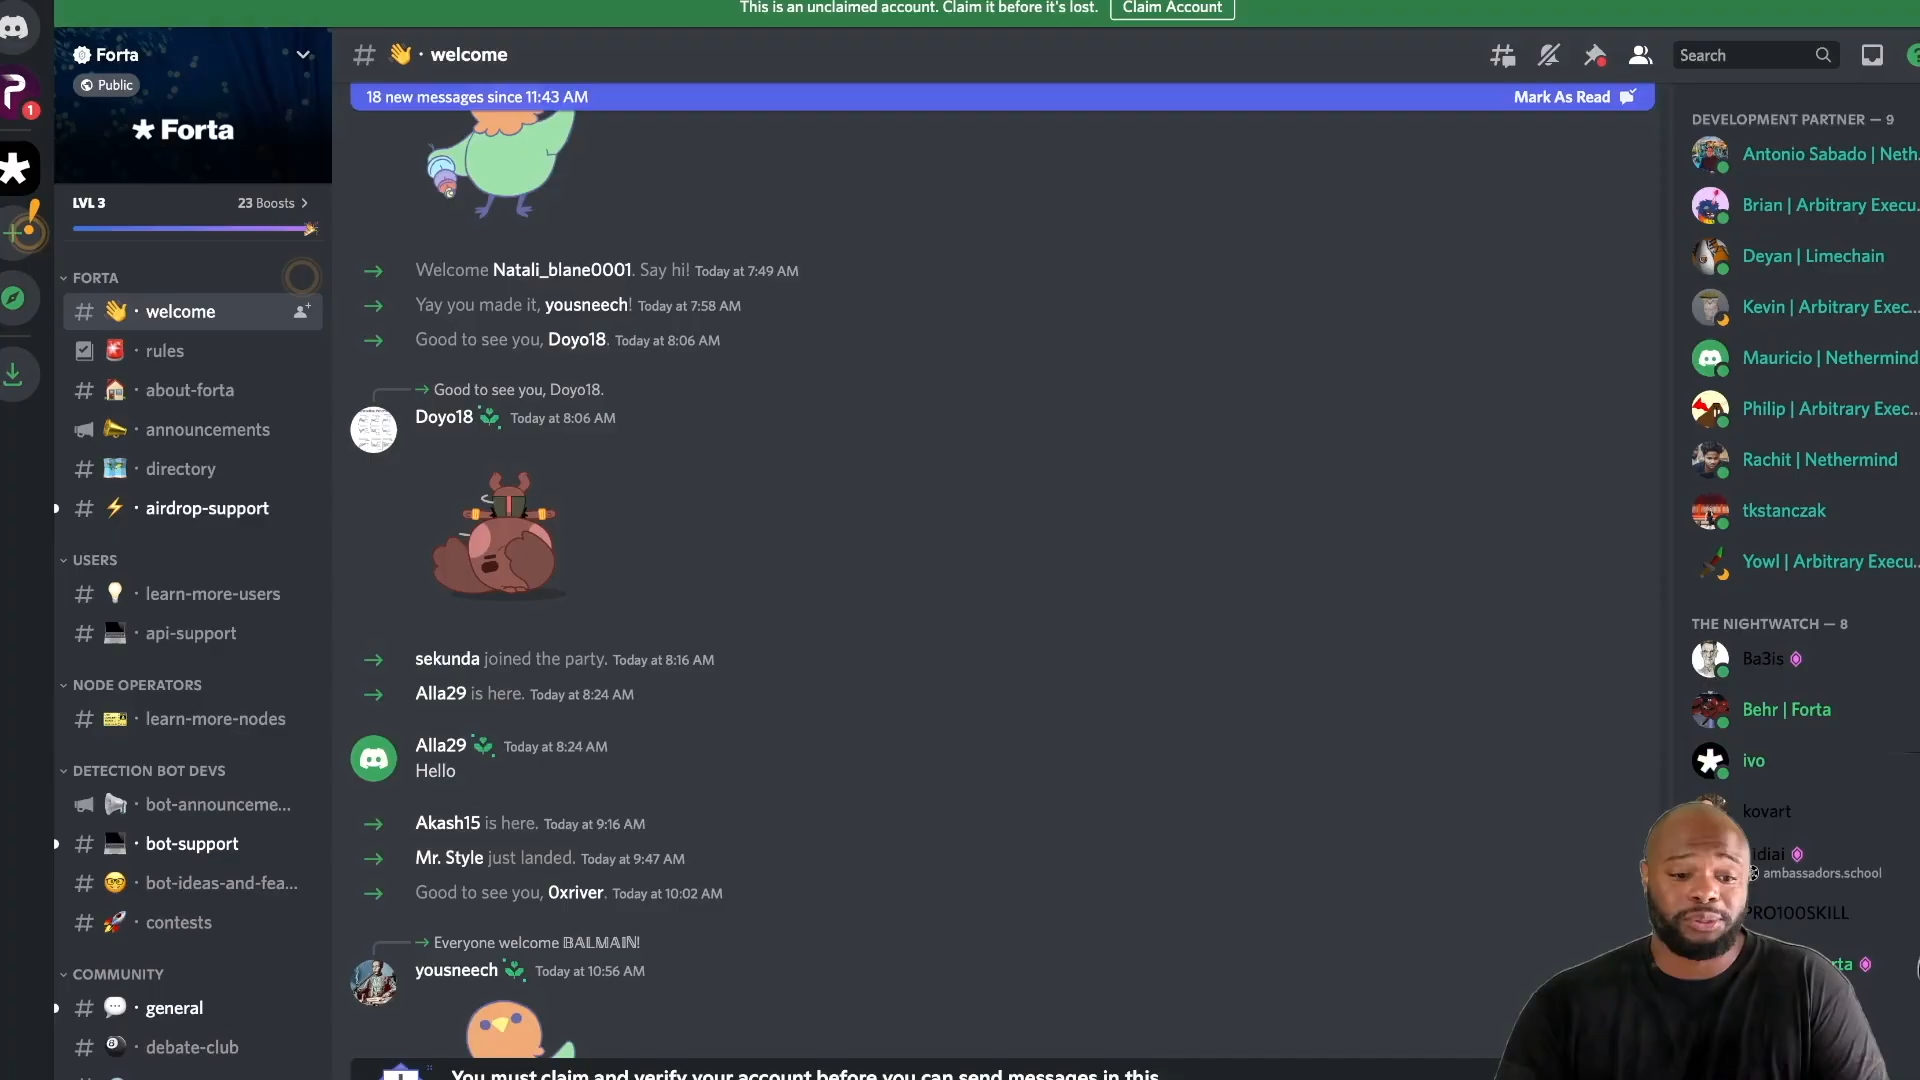 This is an unclaimed account. Claim it before it's lost. Claim Account
Forta
Public
Forta
LVL 3 23 Boosts
FORTA
welcome
rules
about-forta
announcements
directory
airdrop-support
USERS
learn-more-users
api-support
NODE OPERATORS
learn-more-nodes
DETECTION BOT DEVS
bot-announceme...
bot-support
bot-ideas-and-fea...
contests
COMMUNITY
general
debate-club
1
# 👋 · welcome
Search
18 new messages since 11:43 AM Mark As Read
Welcome Natali_blane0001. Say hi! Today at 7:49 AM
Yay you made it, yousneech! Today at 7:58 AM
Good to see you, Doyo18. Today at 8:06 AM
Good to see you, Doyo18.
Doyo18 Today at 8:06 AM
sekunda joined the party. Today at 8:16 AM
Alla29 is here. Today at 8:24 AM
Alla29 Today at 8:24 AM
Hello
Akash15 is here. Today at 9:16 AM
Mr. Style just landed. Today at 9:47 AM
Good to see you, 0xriver. Today at 10:02 AM
Everyone welcome 𝔹𝔸𝕃𝕄𝔸𝕀ℕ!
yousneech Today at 10:56 AM
You must claim and verify your account before you can send messages in this
DEVELOPMENT PARTNER — 9
Antonio Sabado | Neth...
Brian | Arbitrary Execu...
Deyan | Limechain
Kevin | Arbitrary Exec...
Mauricio | Nethermind
Philip | Arbitrary Exec...
Rachit | Nethermind
tkstanczak
Yowl | Arbitrary Execu...
THE NIGHTWATCH — 8
Ba3is
Behr | Forta
ivo
kovart
ambassadors.school
PRO100SKILL